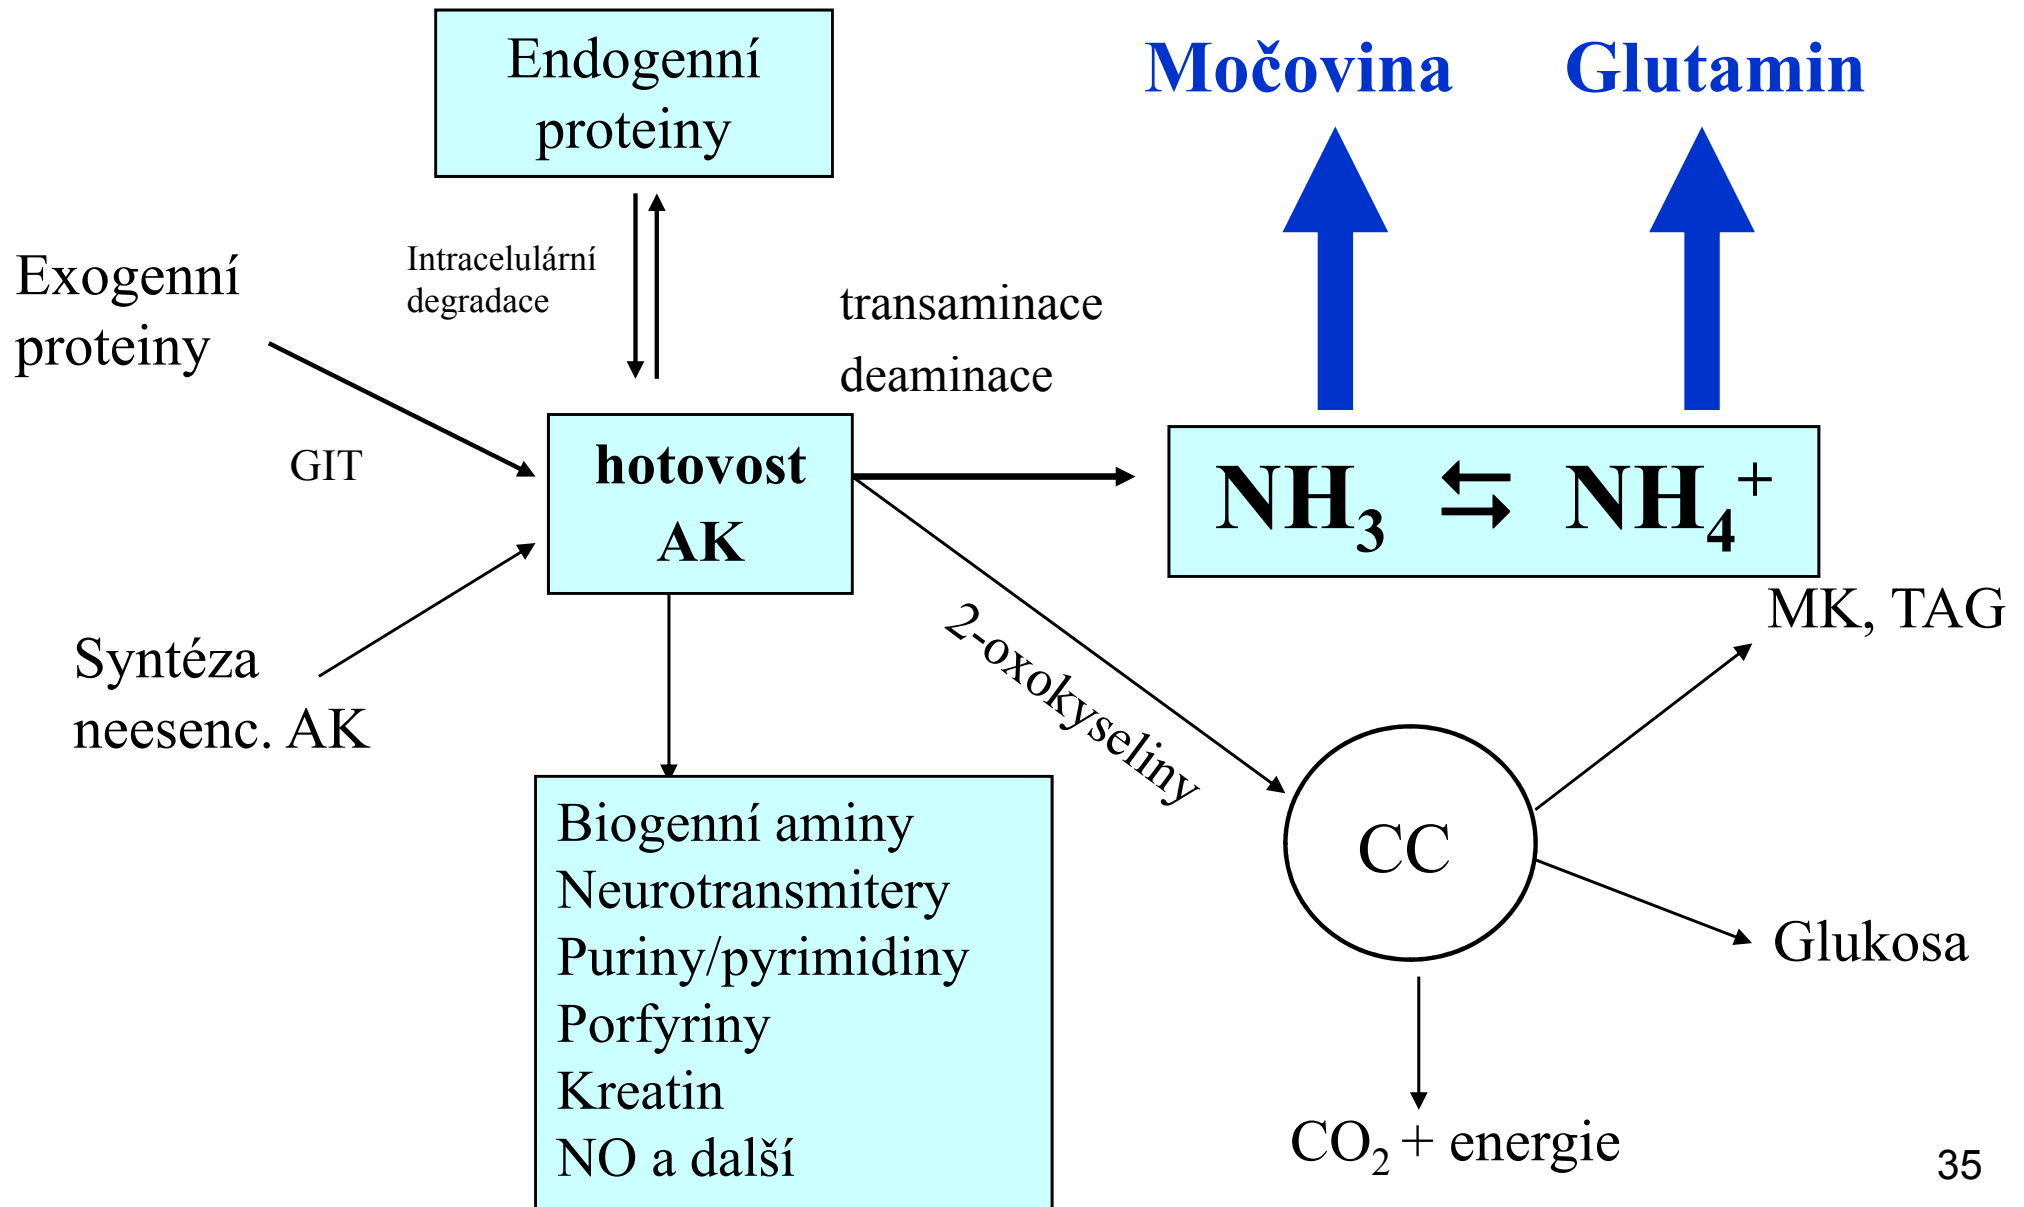 Endogenní
proteiny
Močovina
Glutamin
Exogenní
proteiny
Intracelulární
degradace
transaminace
deaminace
GIT
hotovost
AK
NH₃ ⇆ NH₄⁺
Syntéza
neesenc. AK
2-oxokyseliny
MK, TAG
CC
Glukosa
CO₂ + energie
Biogenní aminy
Neurotransmitery
Puriny/pyrimidiny
Porfyriny
Kreatin
NO a další
35